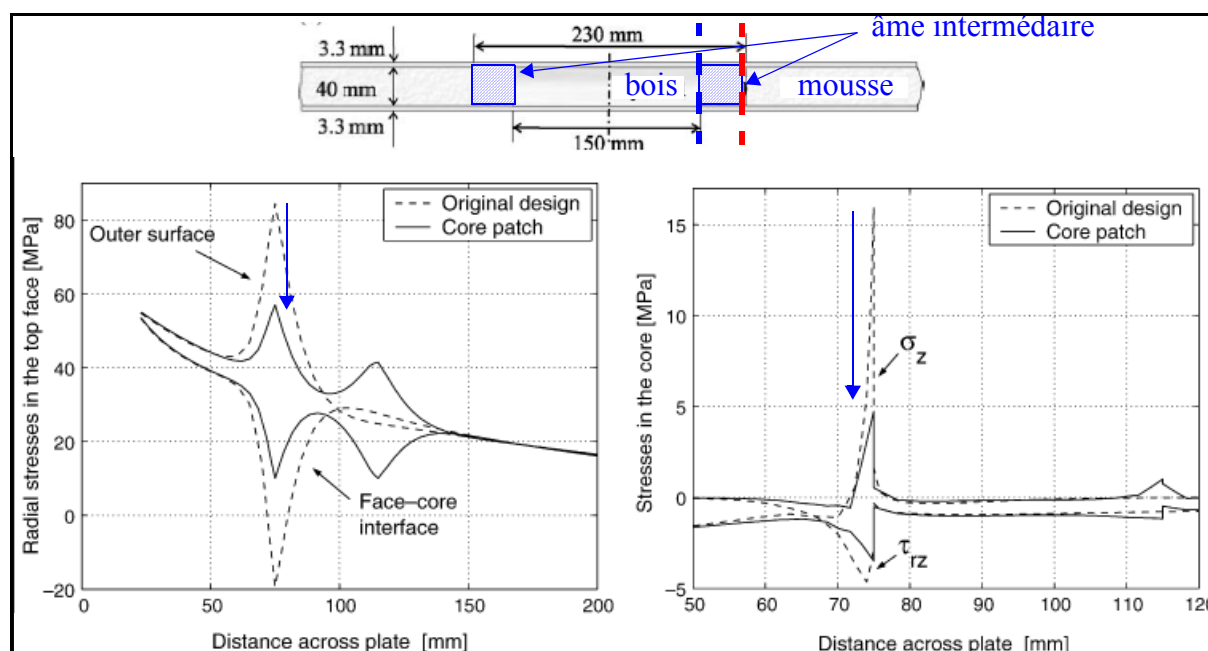 230 mm
âme intermédaire
3.3 mm
40 mm
bois
mousse
3.3 mm
150 mm
Radial stresses in the top face [MPa]
80
60
40
20
0
−20
Outer surface
Original design
Core patch
Face–core
interface
0
50
100
150
200
Distance across plate [mm]
Stresses in the core [MPa]
15
10
5
0
−5
Original design
Core patch
σz
τrz
50
60
70
80
90
100
110
120
Distance across plate [mm]